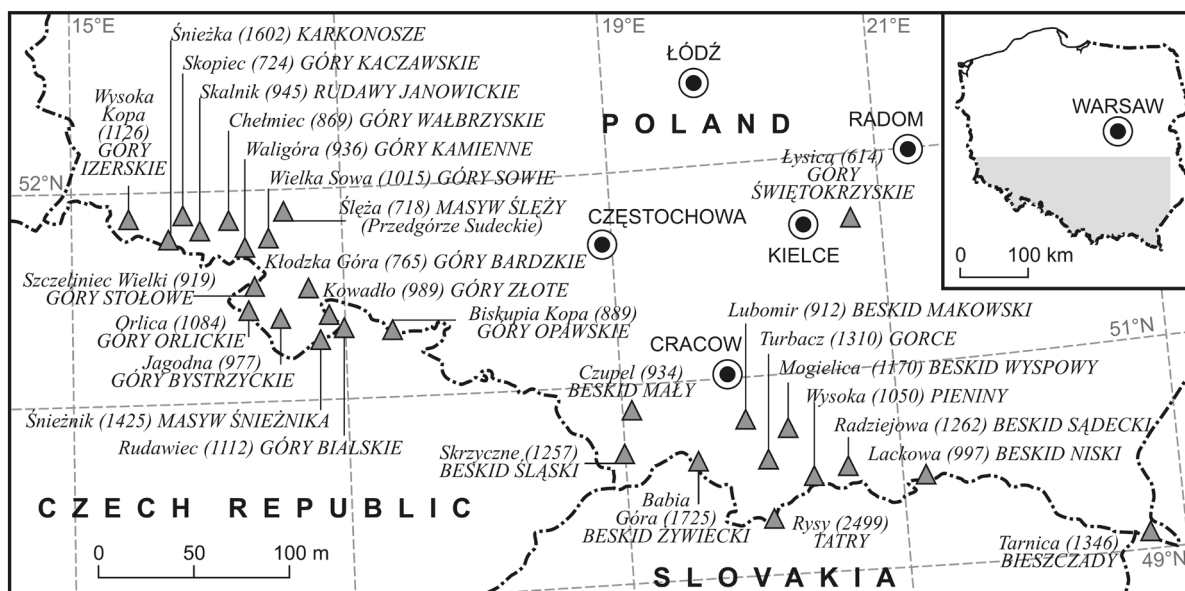 15°E
19°E
21°E
Śnieżka (1602) KARKONOSZE
Skopiec (724) GÓRY KACZAWSKIE
Skalnik (945) RUDAWY JANOWICKIE
Chełmiec (869) GÓRY WAŁBRZYSKIE
Waligóra (936) GÓRY KAMIENNE
Wielka Sowa (1015) GÓRY SOWIE
Ślęża (718) MASYW ŚLĘŻY
(Przedgórze Sudeckie)
Wysoka
Kopa
(1126)
GÓRY
IZERSKIE
52°N
ŁÓDŹ
POLAND
RADOM
Łysica (614)
GÓRY
ŚWIĘTOKRZYSKIE
CZĘSTOCHOWA
KIELCE
WARSAW
0 100 km
Kłodzka Góra (765) GÓRY BARDZKIE
Szczeliniec Wielki (919)
GÓRY STOŁOWE
Kowadło (989) GÓRY ZŁOTE
Orlica (1084)
GÓRY ORLICKIE
Biskupia Kopa (889)
GÓRY OPAWSKIE
Jagodna (977)
GÓRY BYSTRZYCKIE
Śnieżnik (1425) MASYW ŚNIEŻNIKA
Rudawiec (1112) GÓRY BIALSKIE
Lubomir (912) BESKID MAKOWSKI
51°N
Turbacz (1310) GORCE
CRACOW
Mogielica (1170) BESKID WYSPOWY
Czupel (934)
BESKID MAŁY
Wysoka (1050) PIENINY
Radziejowa (1262) BESKID SĄDECKI
Skrzyczne (1257)
BESKID ŚLĄSKI
Lackowa (997) BESKID NISKI
CZECH REPUBLIC
Babia
Góra (1725)
BESKID ŻYWIECKI
Rysy (2499)
TATRY
Tarnica (1346)
BIESZCZADY
49°N
0 50 100 m
SLOVAKIA